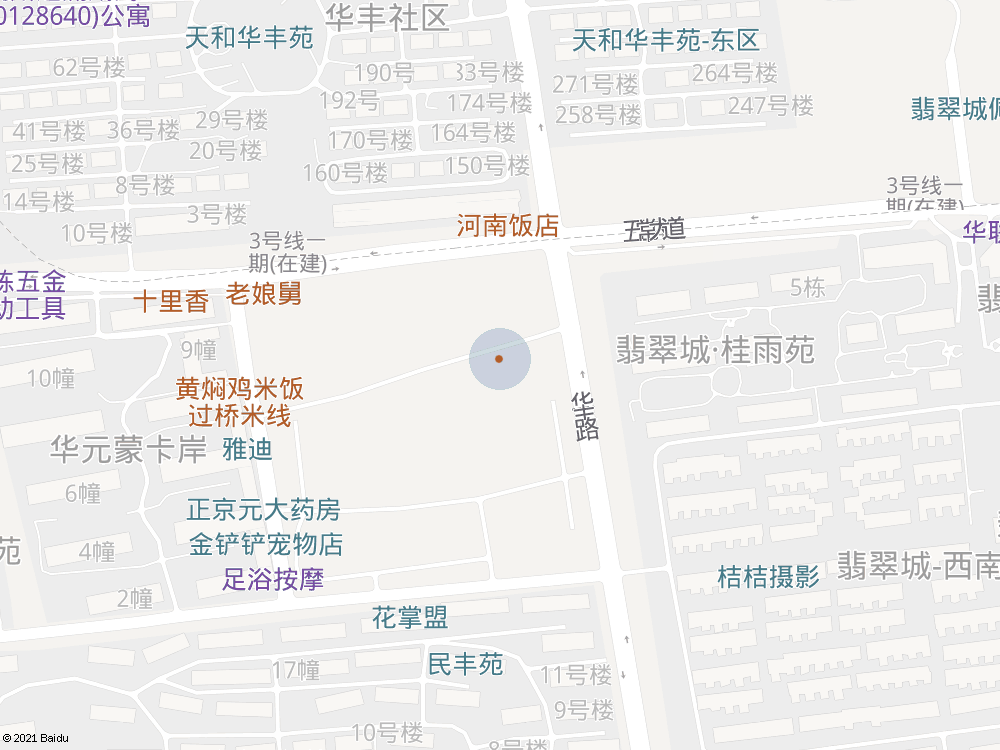 0128640)公寓
华丰社区
天和华丰苑
天和华丰苑-东区
62号楼
190号
33号楼
271号楼
264号楼
192号
174号楼
258号楼
247号楼
翡翠城傰
41号楼
36号楼
29号楼
170号楼
164号楼
25号楼
20号楼
160号楼
150号楼
14号楼
8号楼
3号楼
10号楼
3号线一
期(在建)
河南饭店
3号线一
期(在建)
华联
栋五金
动工具
十里香
老娘舅
5栋
翡
9幢
10幢
翡翠城·桂雨苑
黄焖鸡米饭
过桥米线
华元蒙卡岸
雅迪
路
6幢
正京元大药房
金铲铲宠物店
苑
4幢
足浴按摩
2幢
桔桔摄影
翡翠城-西南
花掌盟
民丰苑
17幢
11号楼
9号楼
10号楼
8号楼
© 2021 Baidu